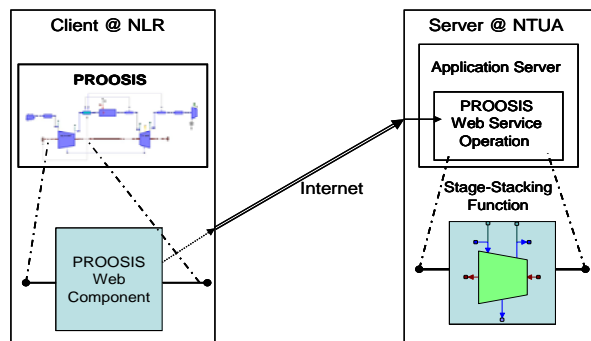 Client @ NLR
PROOSIS
PROOSIS
Web
Component
Internet
Server @ NTUA
Application Server
PROOSIS
Web Service
Operation
Stage-Stacking
Function